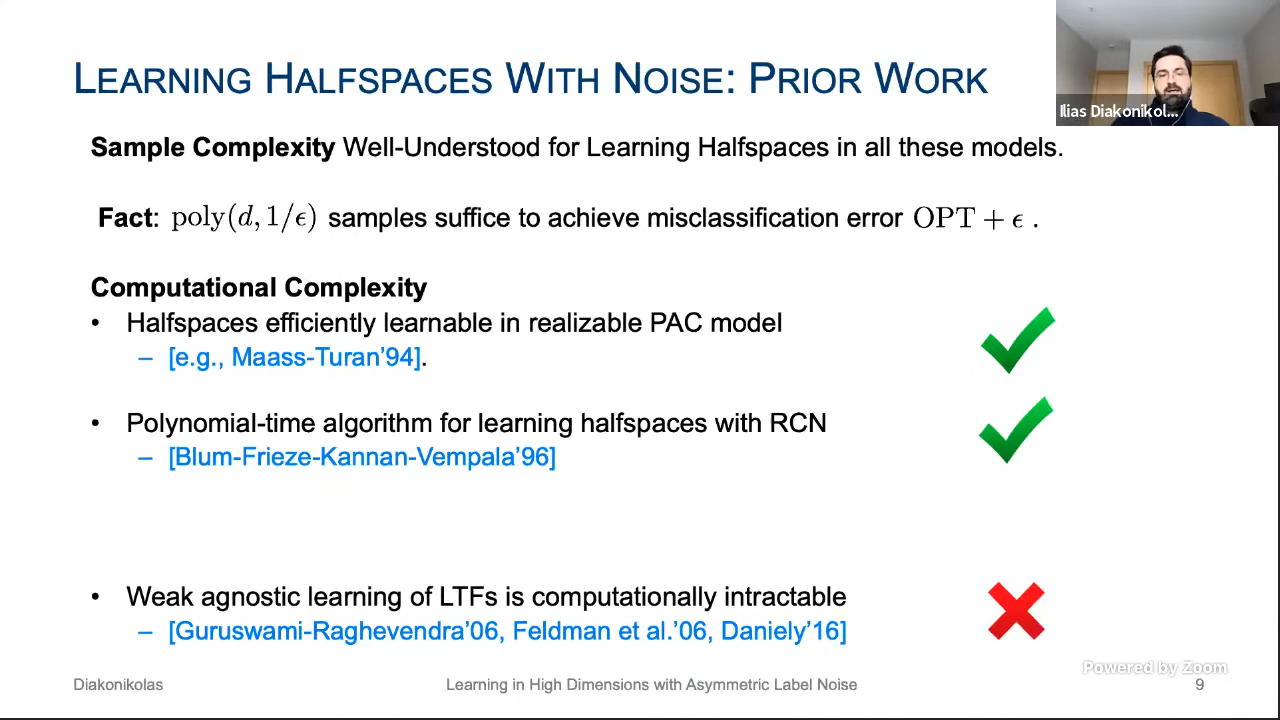 LEARNING HALFSPACES WITH NOISE: PRIOR WORK
Ilias Diakonikol...
Sample Complexity Well-Understood for Learning Halfspaces in all these models.
Fact: poly(d, 1/ϵ) samples suffice to achieve misclassification error OPT + ϵ .
Computational Complexity
• Halfspaces efficiently learnable in realizable PAC model
– [e.g., Maass-Turan’94].
• Polynomial-time algorithm for learning halfspaces with RCN
– [Blum-Frieze-Kannan-Vempala’96]
• Weak agnostic learning of LTFs is computationally intractable
– [Guruswami-Raghevendra’06, Feldman et al.’06, Daniely’16]
Powered by Zoom
Diakonikolas
Learning in High Dimensions with Asymmetric Label Noise
9